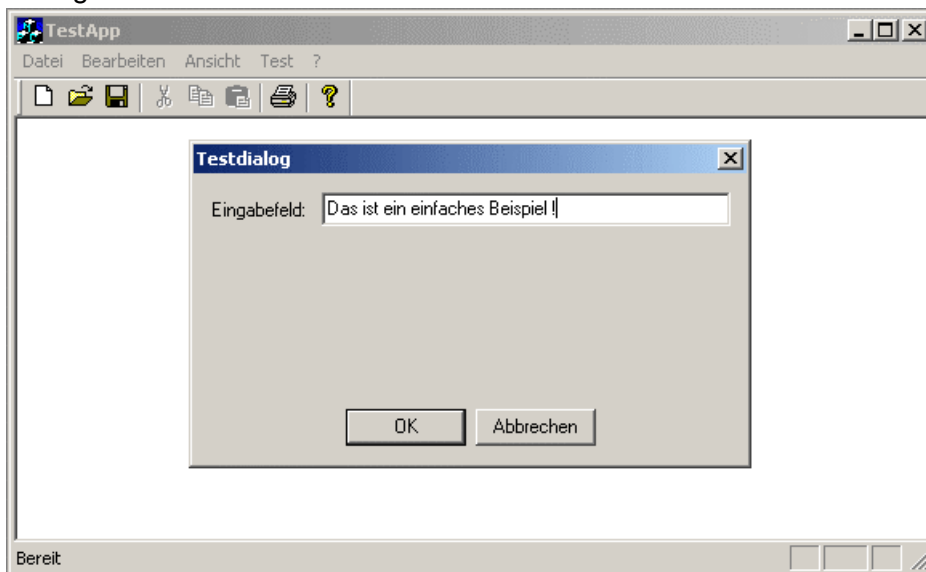 TestApp
Datei Bearbeiten Ansicht Test ?
Testdialog
Eingabefeld: Das ist ein einfaches Beispiel !
OK Abbrechen
Bereit